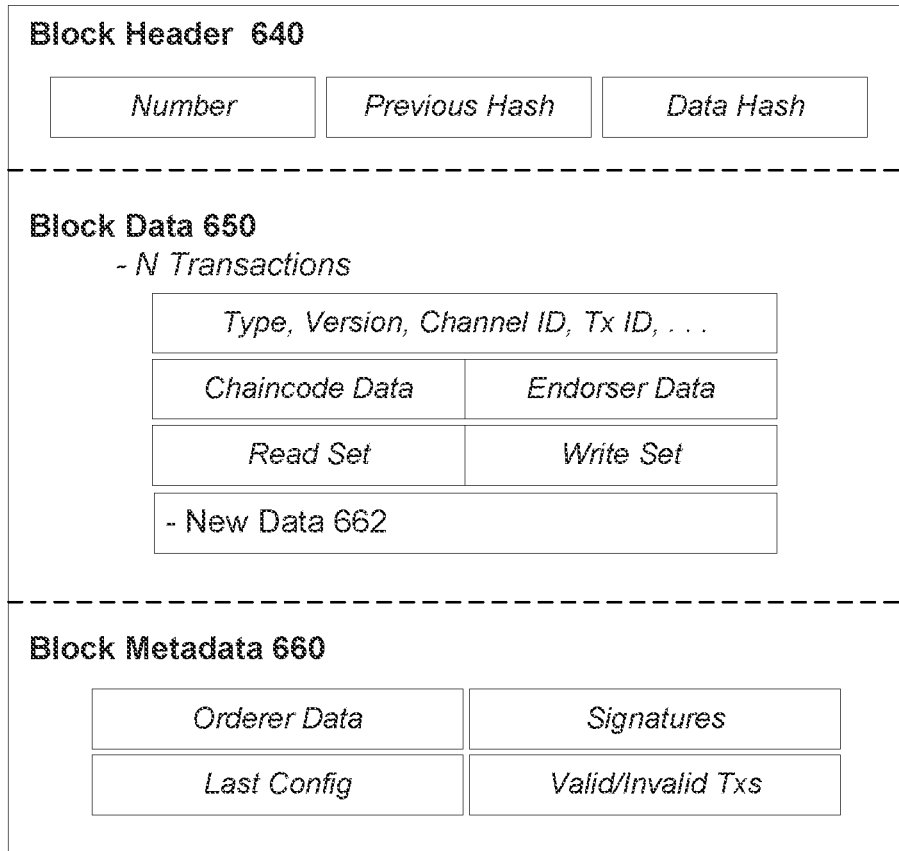 Block Header 640
Number Previous Hash Data Hash
Block Data 650
- N Transactions
Type, Version, Channel ID, Tx ID, . . .
Chaincode Data Endorser Data
Read Set Write Set
- New Data 662
Block Metadata 660
Orderer Data Signatures
Last Config Valid/Invalid Txs